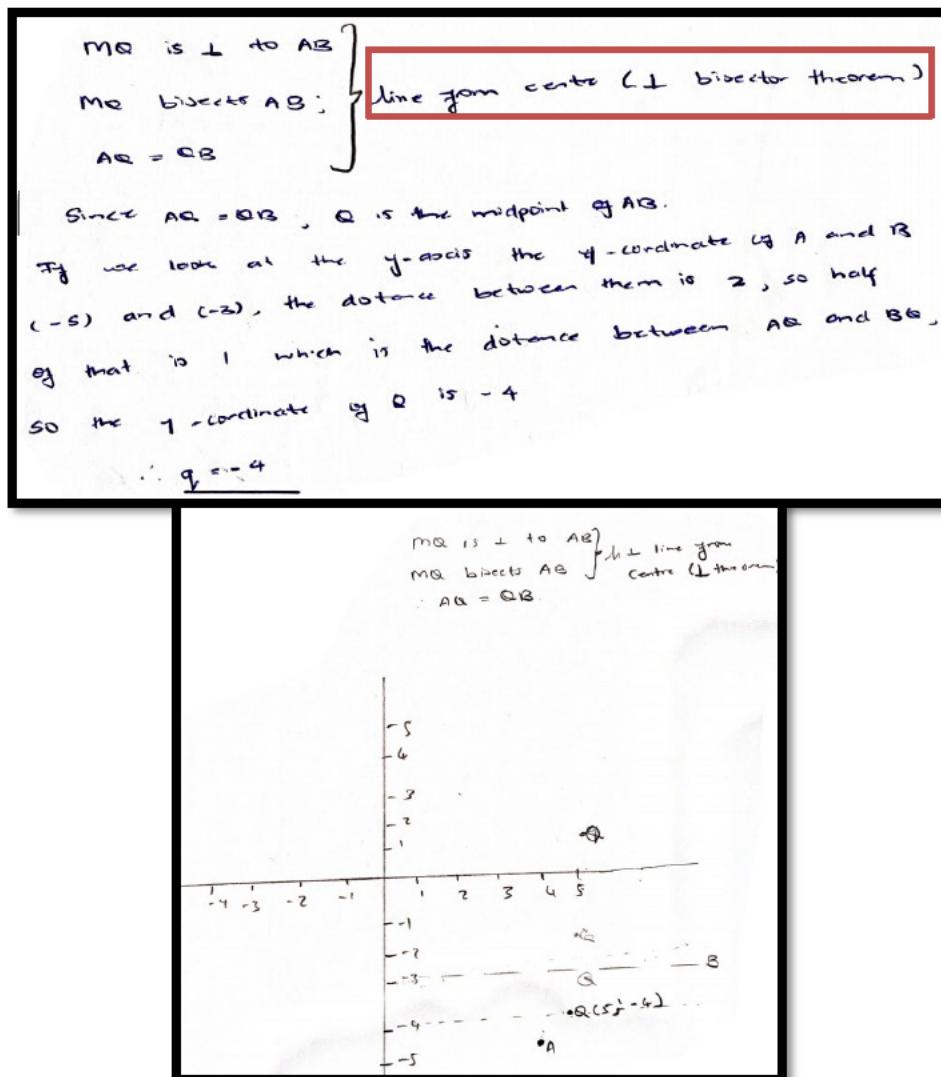 MQ is ⊥ to AB
MQ bisects AB;
AQ = QB
line from centre (⊥ bisector theorem)
Since AQ = QB, Q is the midpoint of AB.
If we look at the y-axis the y-cordinate of A and B
(-5) and (-3), the distance between them is 2, so half
of that is 1 which is the distance between AQ and BQ,
so the y-cordinate of Q is -4
∴ q = -4
MQ is ⊥ to AB
MQ bisects AB
∴ AQ = QB
⊥ line from
centre (⊥ theorem)
5
4
3
2
1
-4 -3 -2 -1 1 2 3 4 5
-1
-2
-3 B
Q
Q(5; -4)
-4
A
-5